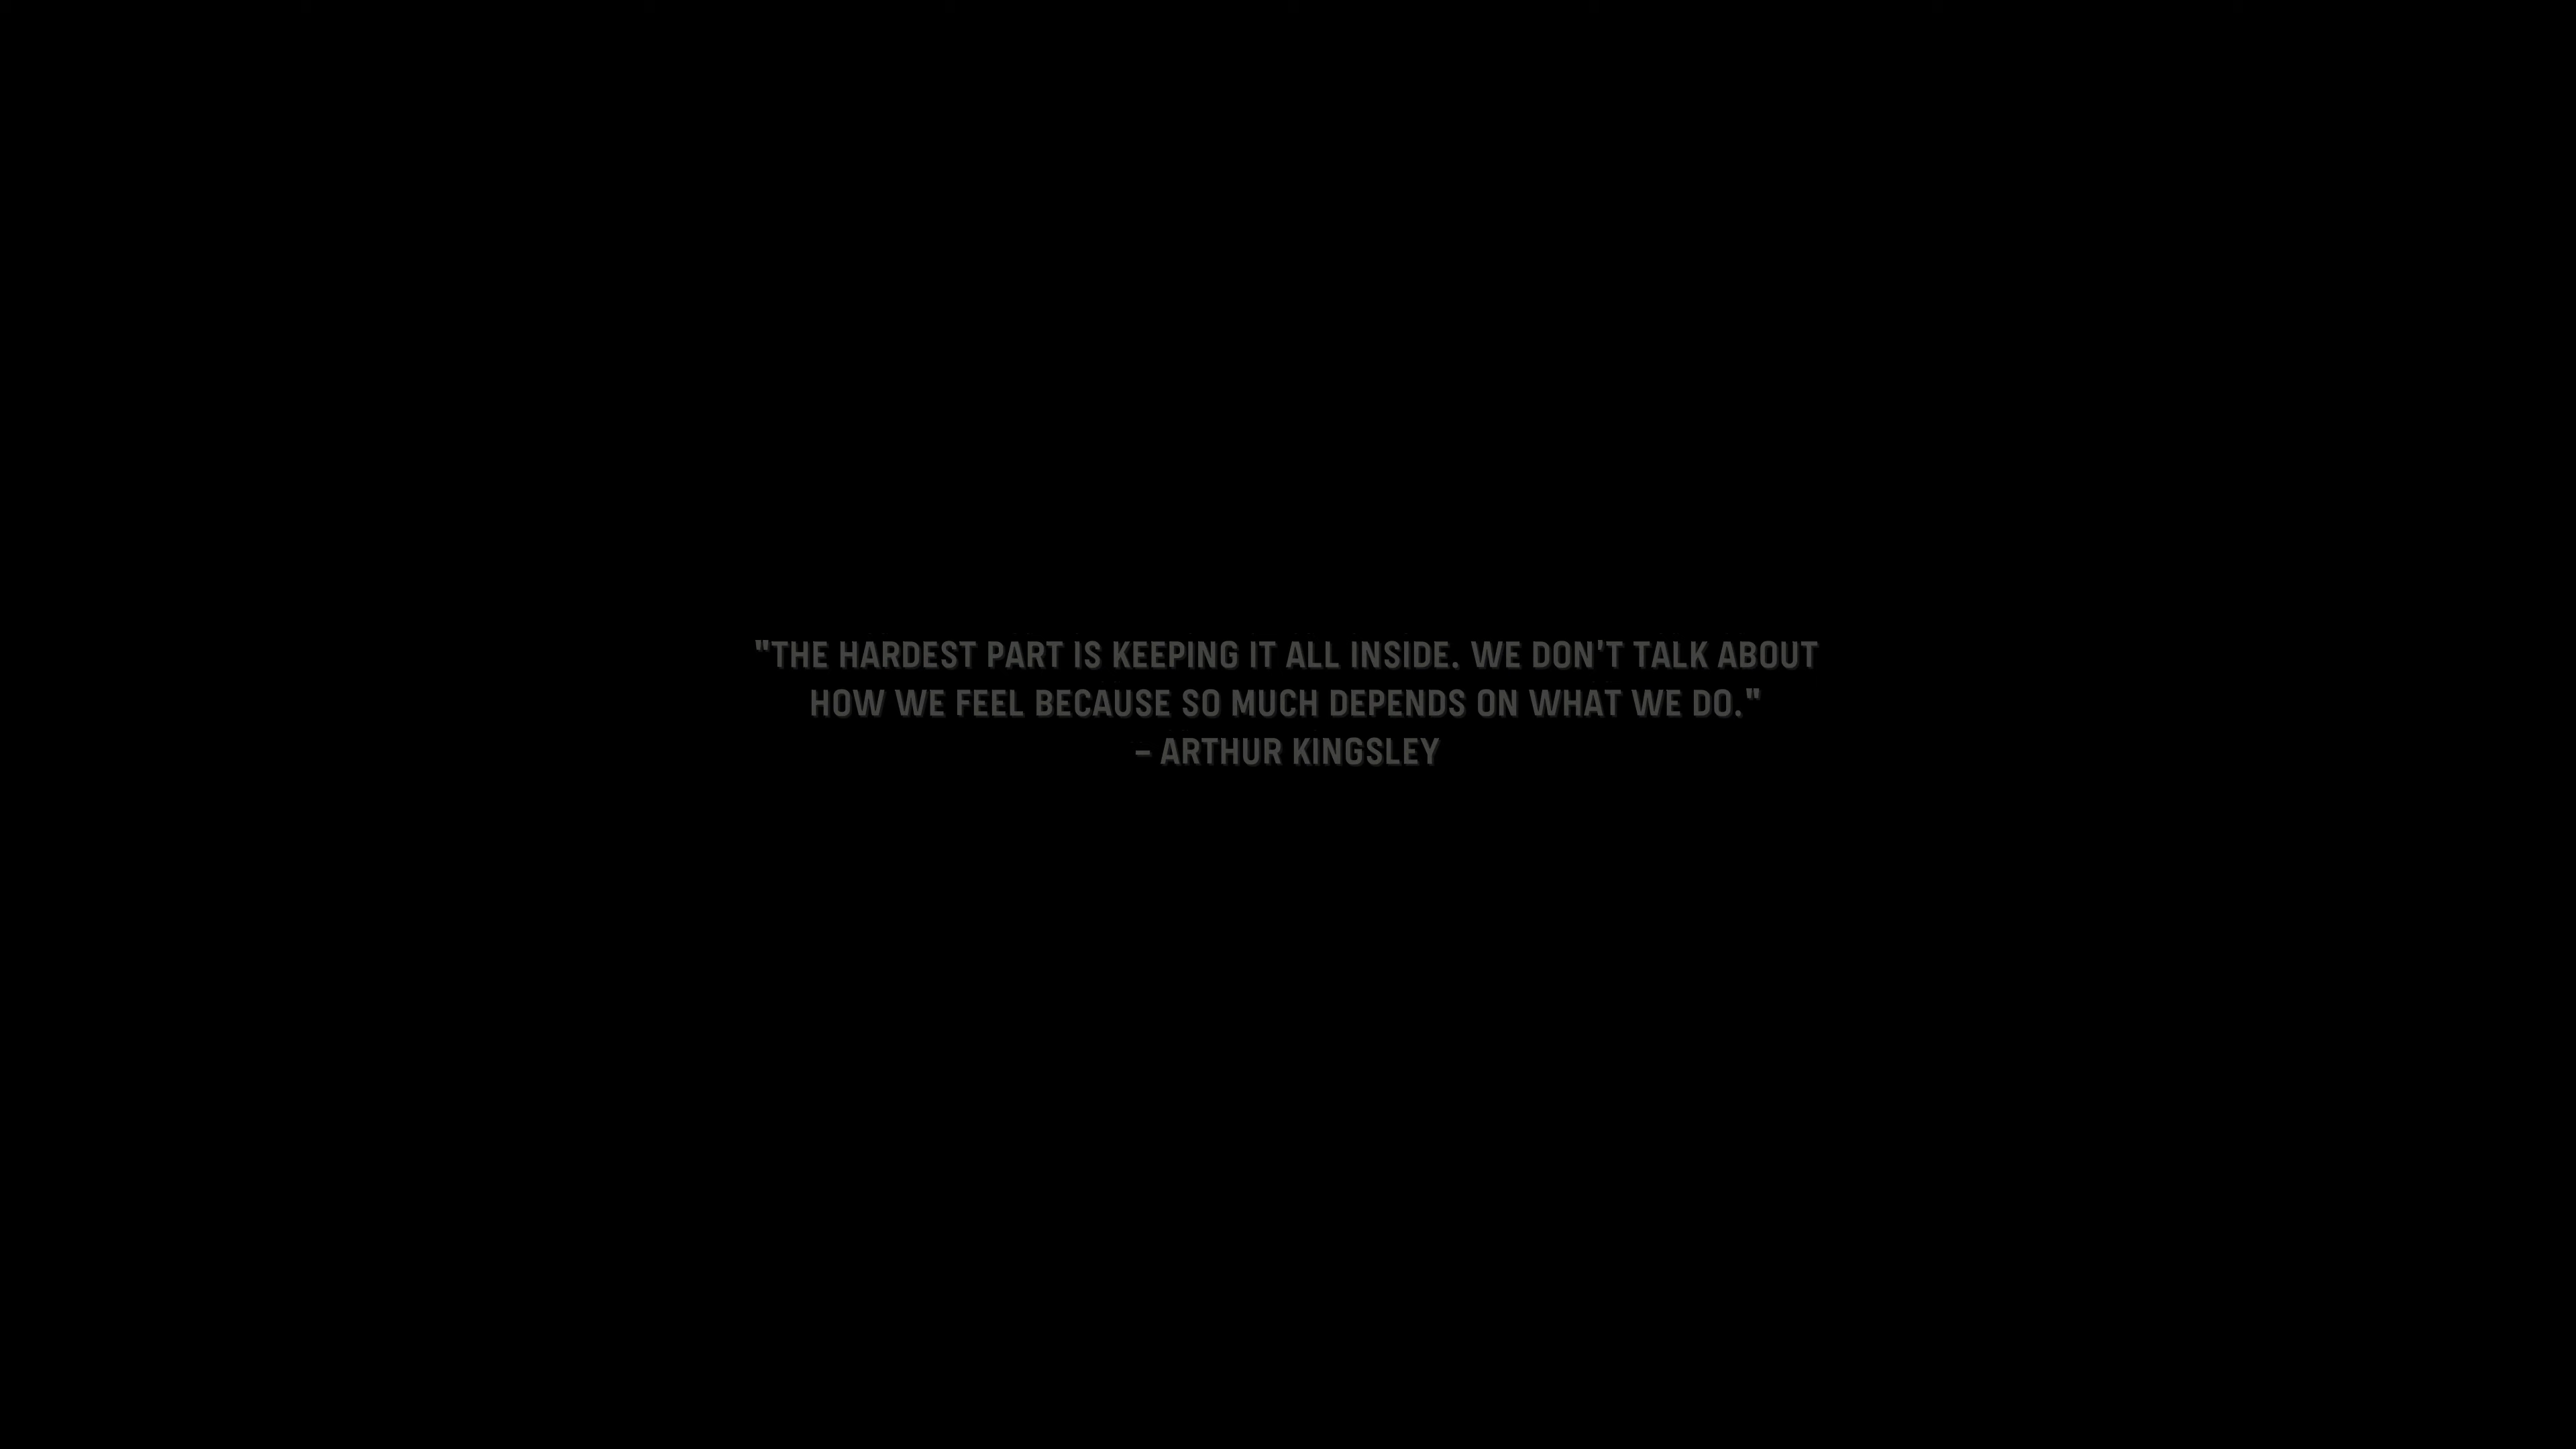 "THE HARDEST PART IS KEEPING IT ALL INSIDE. WE DON'T TALK ABOUT
HOW WE FEEL BECAUSE SO MUCH DEPENDS ON WHAT WE DO."
– ARTHUR KINGSLEY